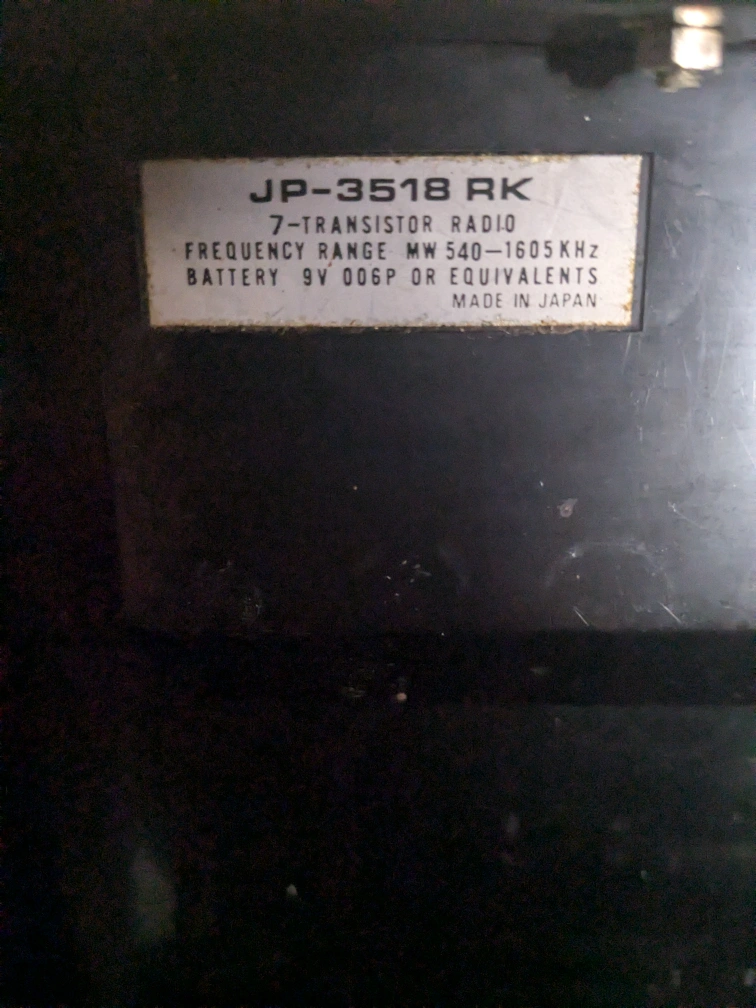 JP-3518 RK
7-TRANSISTOR RADIO
FREQUENCY RANGE MW 540-1605 KHz
BATTERY 9V 006P OR EQUIVALENTS
MADE IN JAPAN